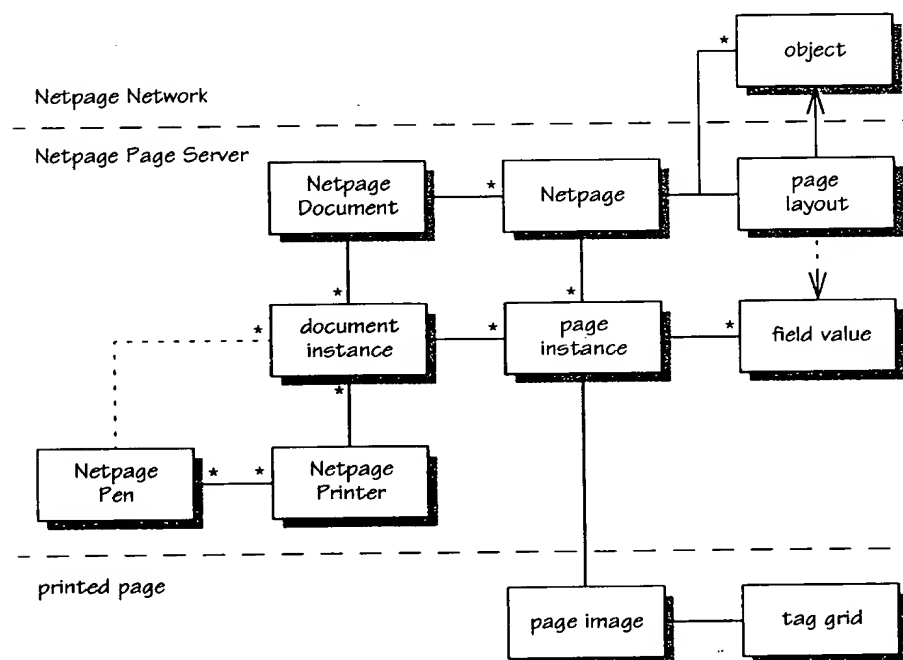 *
object
Netpage Network
Netpage Page Server
Netpage
Document
*
Netpage
page
layout
*
*
*
document
instance
*
page
instance
*
field value
*
Netpage
Pen
*
*
Netpage
Printer
printed page
page image
tag grid